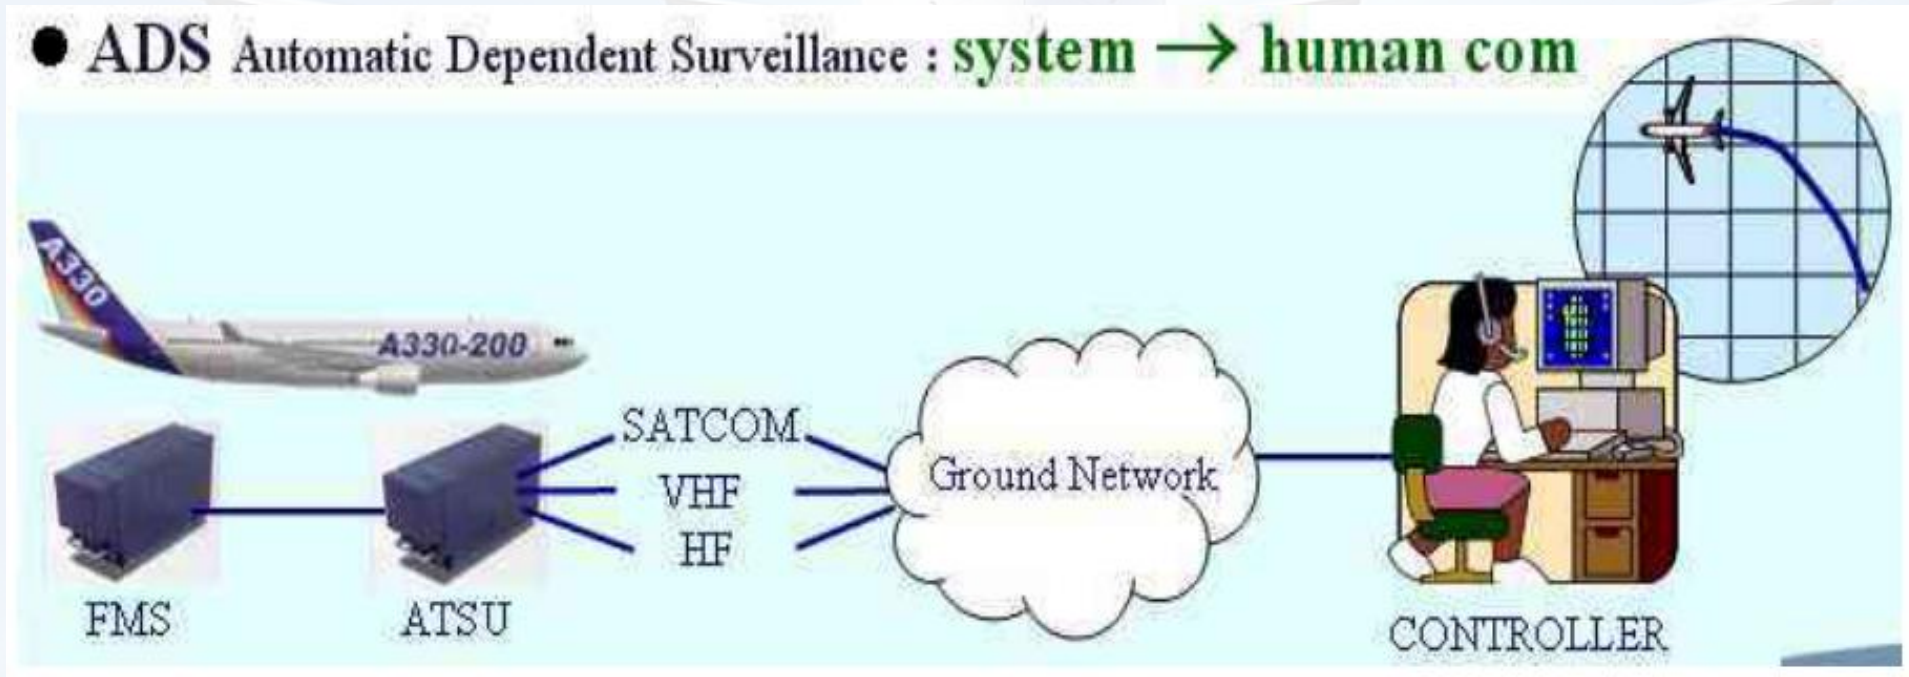 ● ADS Automatic Dependent Surveillance : system → human com
A330
A330-200
SATCOM
VHF
HF
Ground Network
FMS
ATSU
CONTROLLER